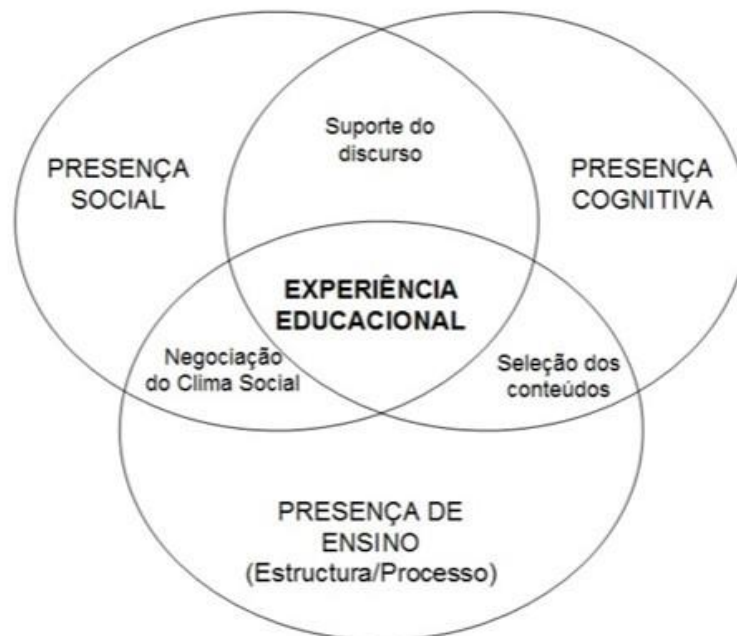 Suporte do
discurso
PRESENÇA
SOCIAL
PRESENÇA
COGNITIVA
EXPERIÊNCIA
EDUCACIONAL
Negociação
do Clima Social
Seleção dos
conteúdos
PRESENÇA DE
ENSINO
(Estructura/Processo)